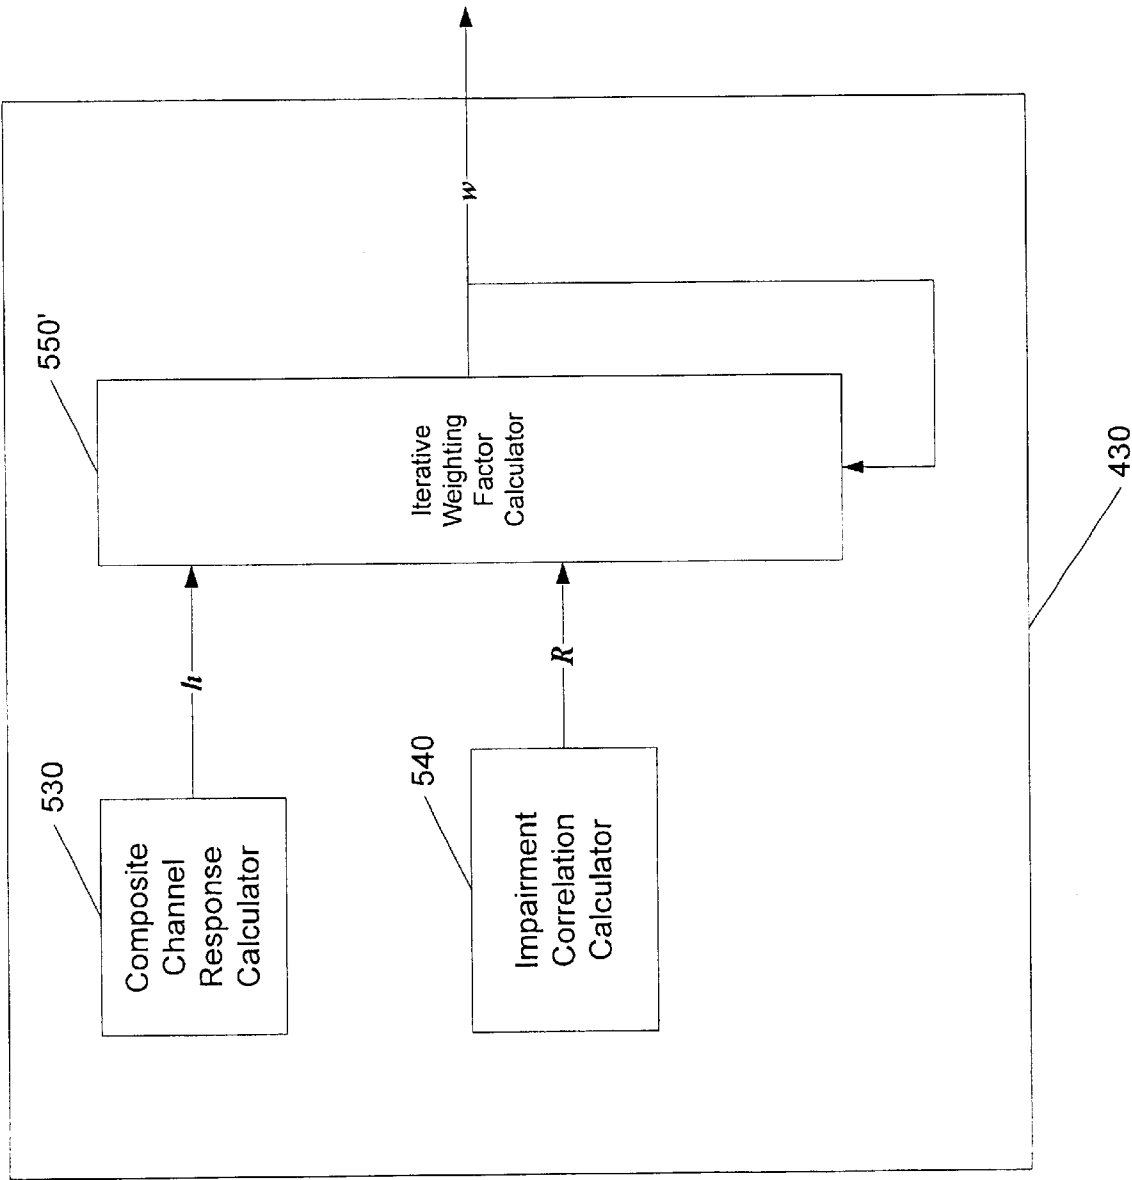 530
Composite
Channel
Response
Calculator
h
540
Impairment
Correlation
Calculator
R
550'
Iterative
Weighting
Factor
Calculator
w
430